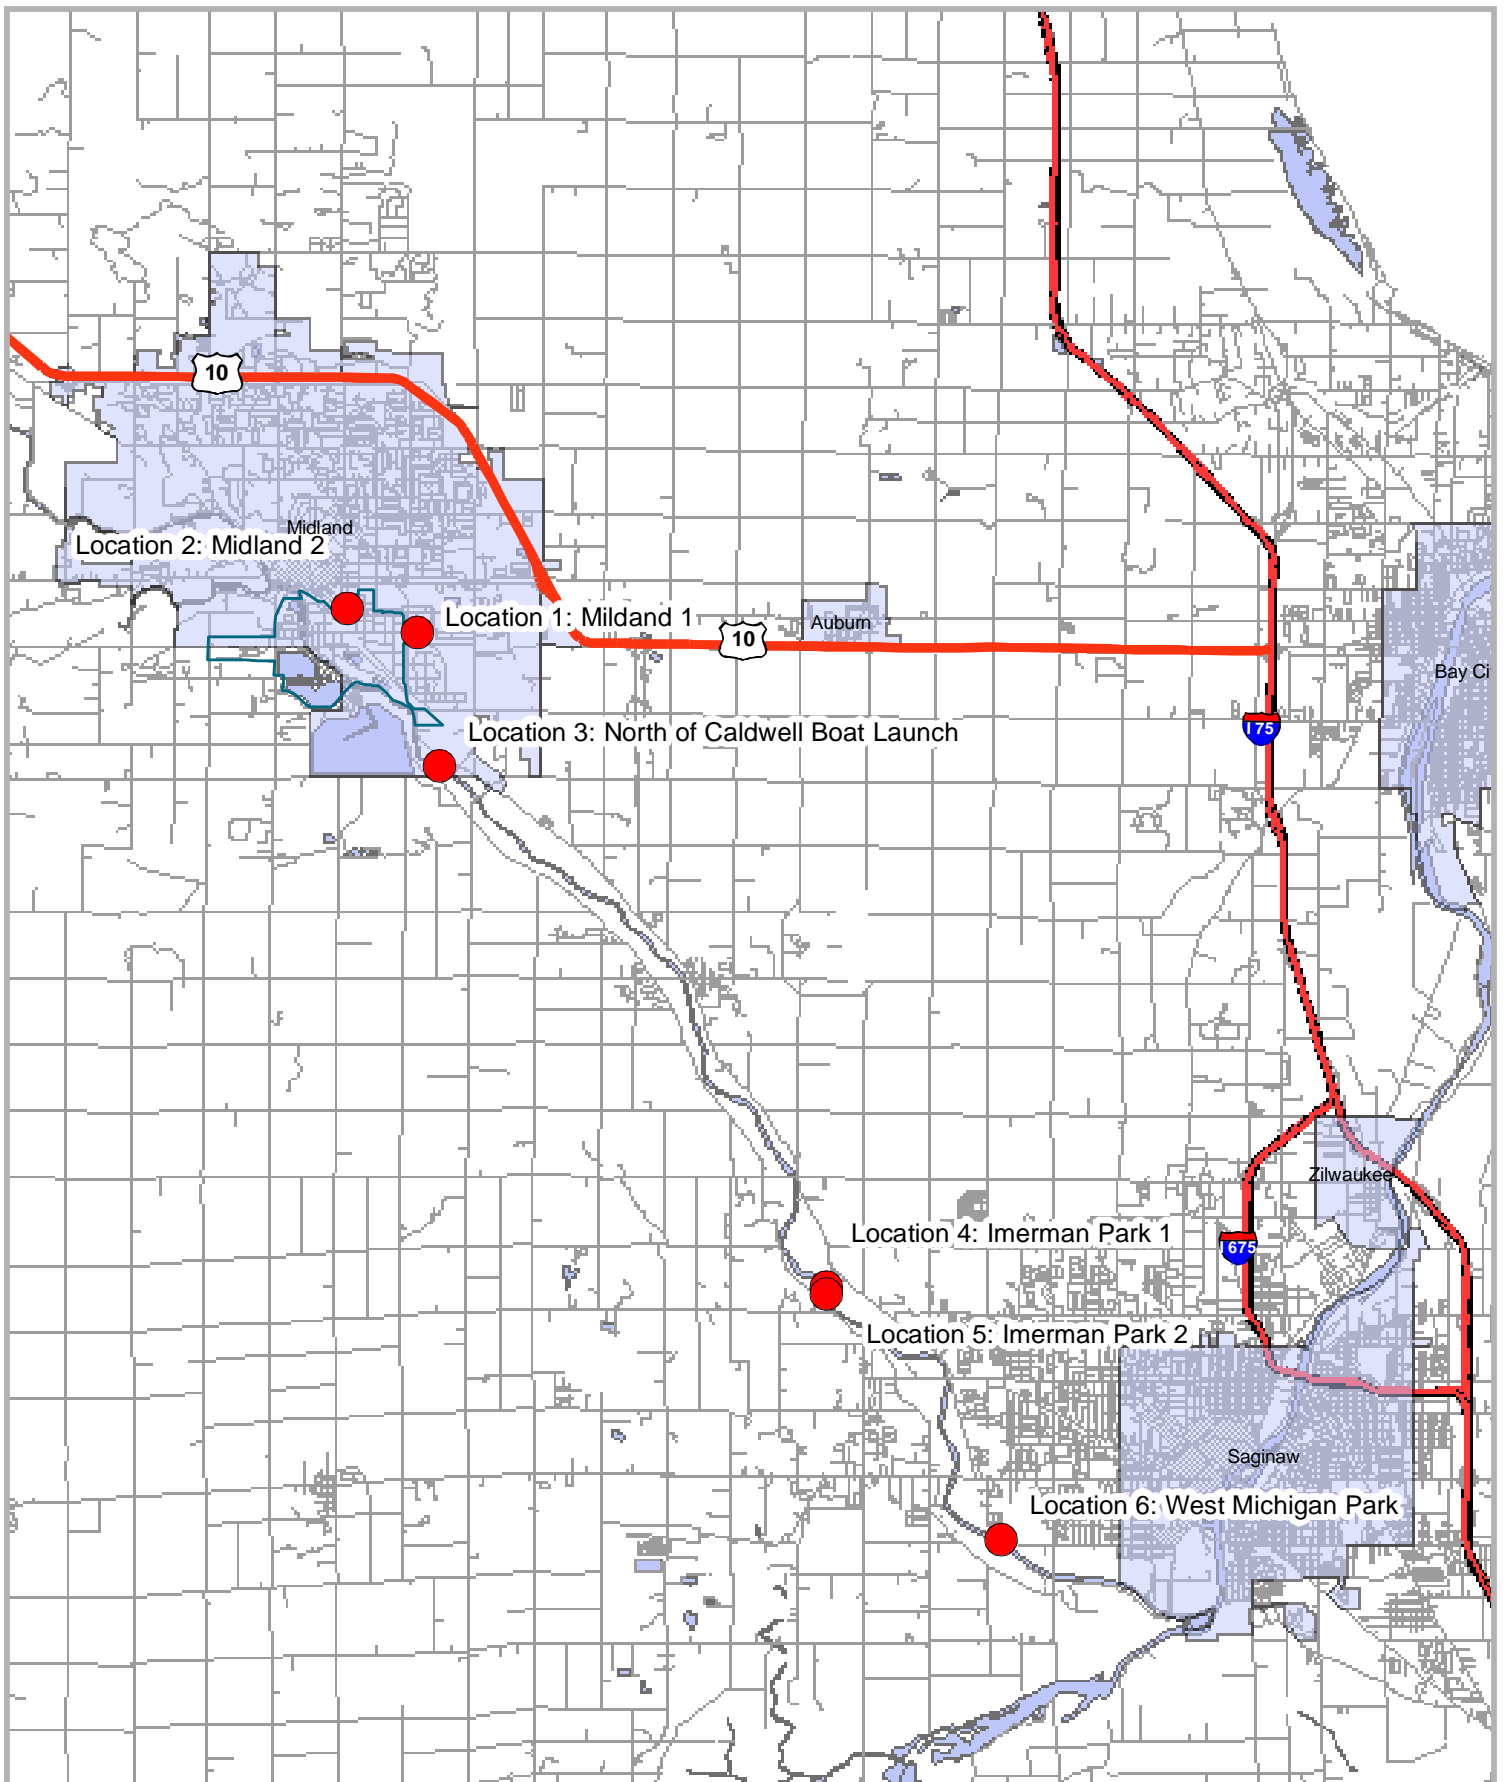 10
Midland
Location 2: Midland 2
Location 1: Mildand 1
Auburn
10
Bay Ci
Location 3: North of Caldwell Boat Launch
I 75
Zilwaukee
Location 4: Imerman Park 1
I 675
Location 5: Imerman Park 2
Saginaw
Location 6: West Michigan Park